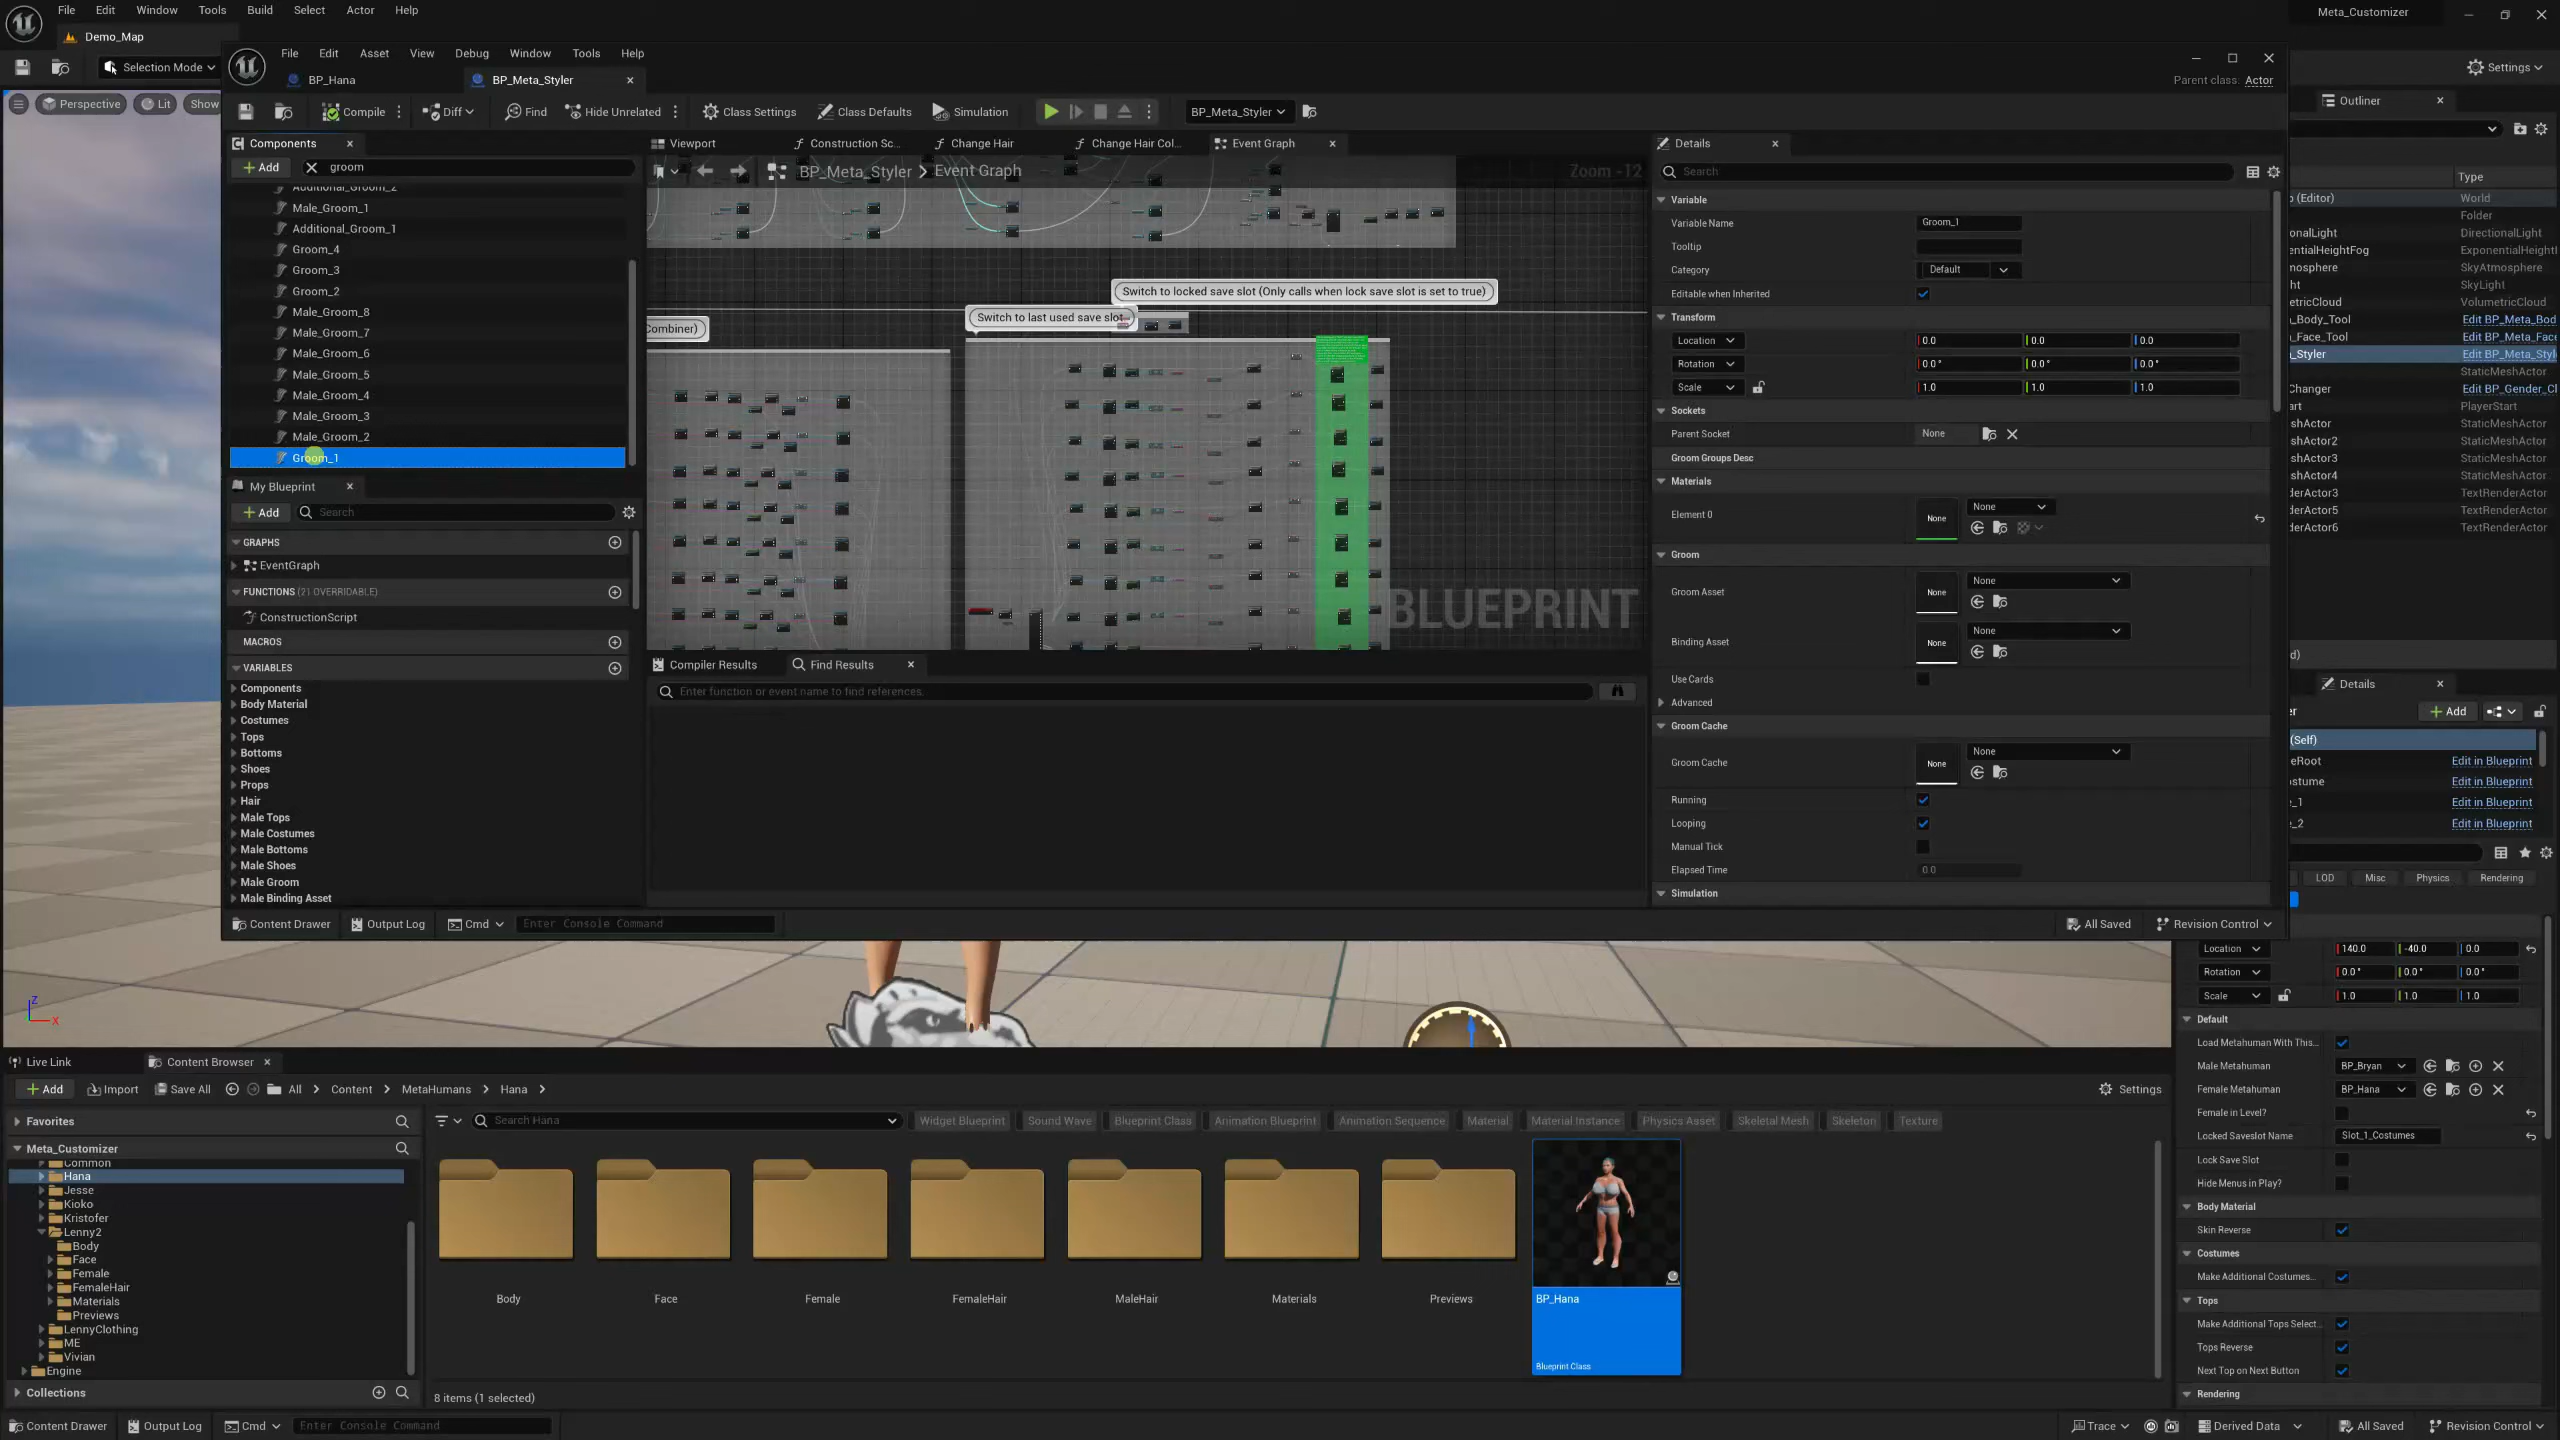 File Edit Window Tools Build Select Actor Help
Meta_Customizer
Demo_Map
Selection Mode
Settings
Perspective Lit Show
File Edit Asset View Debug Window Tools Help
BP_Hana
BP_Meta_Styler
Parent class: Actor
Compile Diff Find Hide Unrelated Class Settings Class Defaults Simulation BP_Meta_Styler
Components
Add groom
Additional_Groom_2
Male_Groom_1
Additional_Groom_1
Groom_4
Groom_3
Groom_2
Male_Groom_8
Male_Groom_7
Male_Groom_6
Male_Groom_5
Male_Groom_4
Male_Groom_3
Male_Groom_2
Groom_1
My Blueprint
Add Search
GRAPHS
EventGraph
FUNCTIONS (21 OVERRIDABLE)
ConstructionScript
MACROS
VARIABLES
Components
Body Material
Costumes
Tops
Bottoms
Shoes
Props
Hair
Male Tops
Male Costumes
Male Bottoms
Male Shoes
Male Groom
Male Binding Asset
Viewport Construction Sc... Change Hair Change Hair Col... Event Graph
BP_Meta_Styler > Event Graph
Zoom -12
Switch to locked save slot (Only calls when lock save slot is set to true)
Switch to last used save slot
Combiner)
BLUEPRINT
Compiler Results Find Results
Enter function or event name to find references.
Details
Search
Variable
Variable Name Groom_1
Tooltip
Category Default
Editable when Inherited
Transform
Location 0.0 0.0 0.0
Rotation 0.0° 0.0° 0.0°
Scale 1.0 1.0 1.0
Sockets
Parent Socket None
Groom Groups Desc
Materials
Element 0 None None
Groom
Groom Asset None None
Binding Asset None None
Use Cards
Advanced
Groom Cache
Groom Cache None None
Running
Looping
Manual Tick
Elapsed Time 0.0
Simulation
Content Drawer Output Log Cmd Enter Console Command
All Saved Revision Control
Outliner
Type
(Editor) World
Folder
DirectionalLight
ExponentialHeightF
SkyAtmosphere
SkyLight
VolumetricCloud
_Body_Tool Edit BP_Meta_Bod
_Face_Tool Edit BP_Meta_Fac
_Styler Edit BP_Meta_Sty
StaticMeshActor
Changer Edit BP_Gender_C
PlayerStart
StaticMeshActor
StaticMeshActor
StaticMeshActor
StaticMeshActor
TextRenderActor
TextRenderActor
TextRenderActor
Details
Add
(Self)
Edit in Blueprint
Edit in Blueprint
Edit in Blueprint
Edit in Blueprint
LOD Misc Physics Rendering
Location 140.0 -40.0 0.0
Rotation 0.0° 0.0° 0.0°
Scale 1.0 1.0 1.0
Default
Load Metahuman With This...
Male Metahuman BP_Bryan
Female Metahuman BP_Hana
Female in Level?
Locked Saveslot Name Slot_1_Costumes
Lock Save Slot
Hide Menus in Play?
Body Material
Skin Reverse
Costumes
Make Additional Costumes...
Tops
Make Additional Tops Select...
Tops Reverse
Next Top on Next Button
Rendering
Z
X
Live Link Content Browser
Add Import Save All All > Content > MetaHumans > Hana >
Settings
Favorites
Meta_Customizer
Common
Hana
Jesse
Kioko
Kristofer
Lenny2
Body
Face
Female
FemaleHair
Materials
Previews
LennyClothing
ME
Vivian
Engine
Collections
Search Hana
Widget Blueprint Sound Wave Blueprint Class Animation Blueprint Animation Sequence Material Material Instance Physics Asset Skeletal Mesh Skeleton Texture
Body Face Female FemaleHair MaleHair Materials Previews BP_Hana
Blueprint Class
8 items (1 selected)
Content Drawer Output Log Cmd Enter Console Command
Trace Derived Data All Saved Revision Control